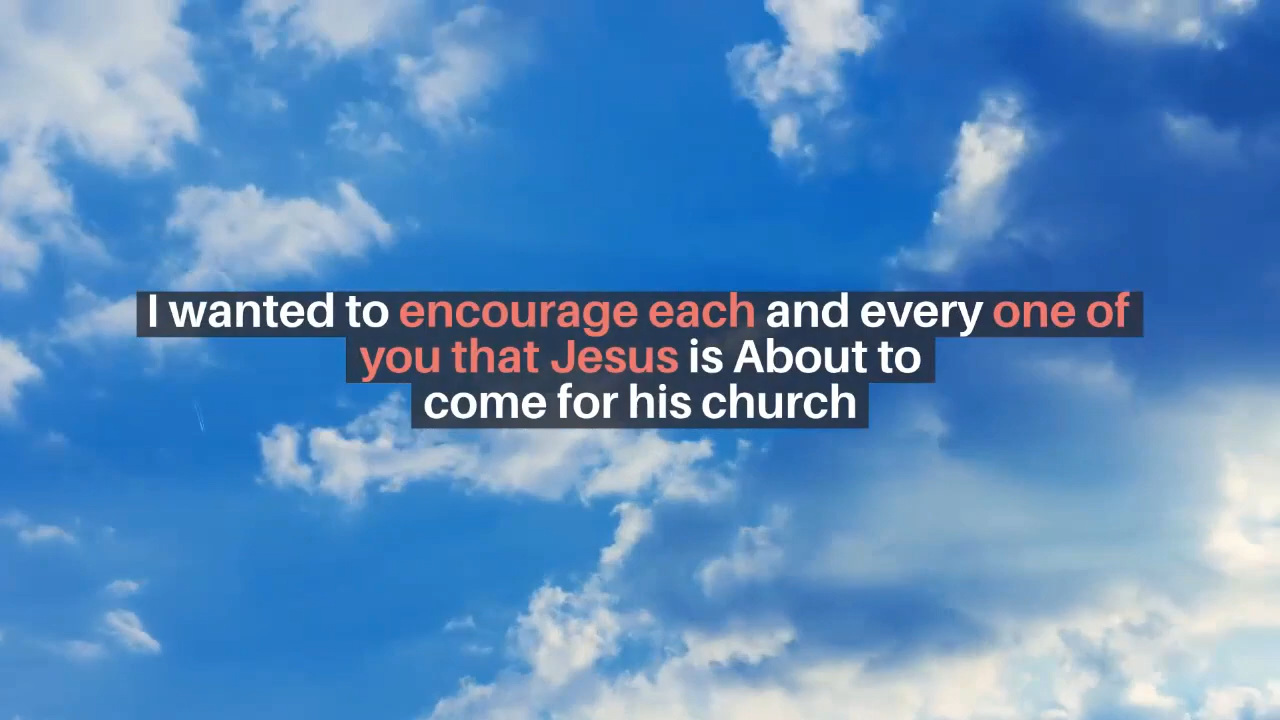 I wanted to encourage each and every one of
you that Jesus is About to
come for his church